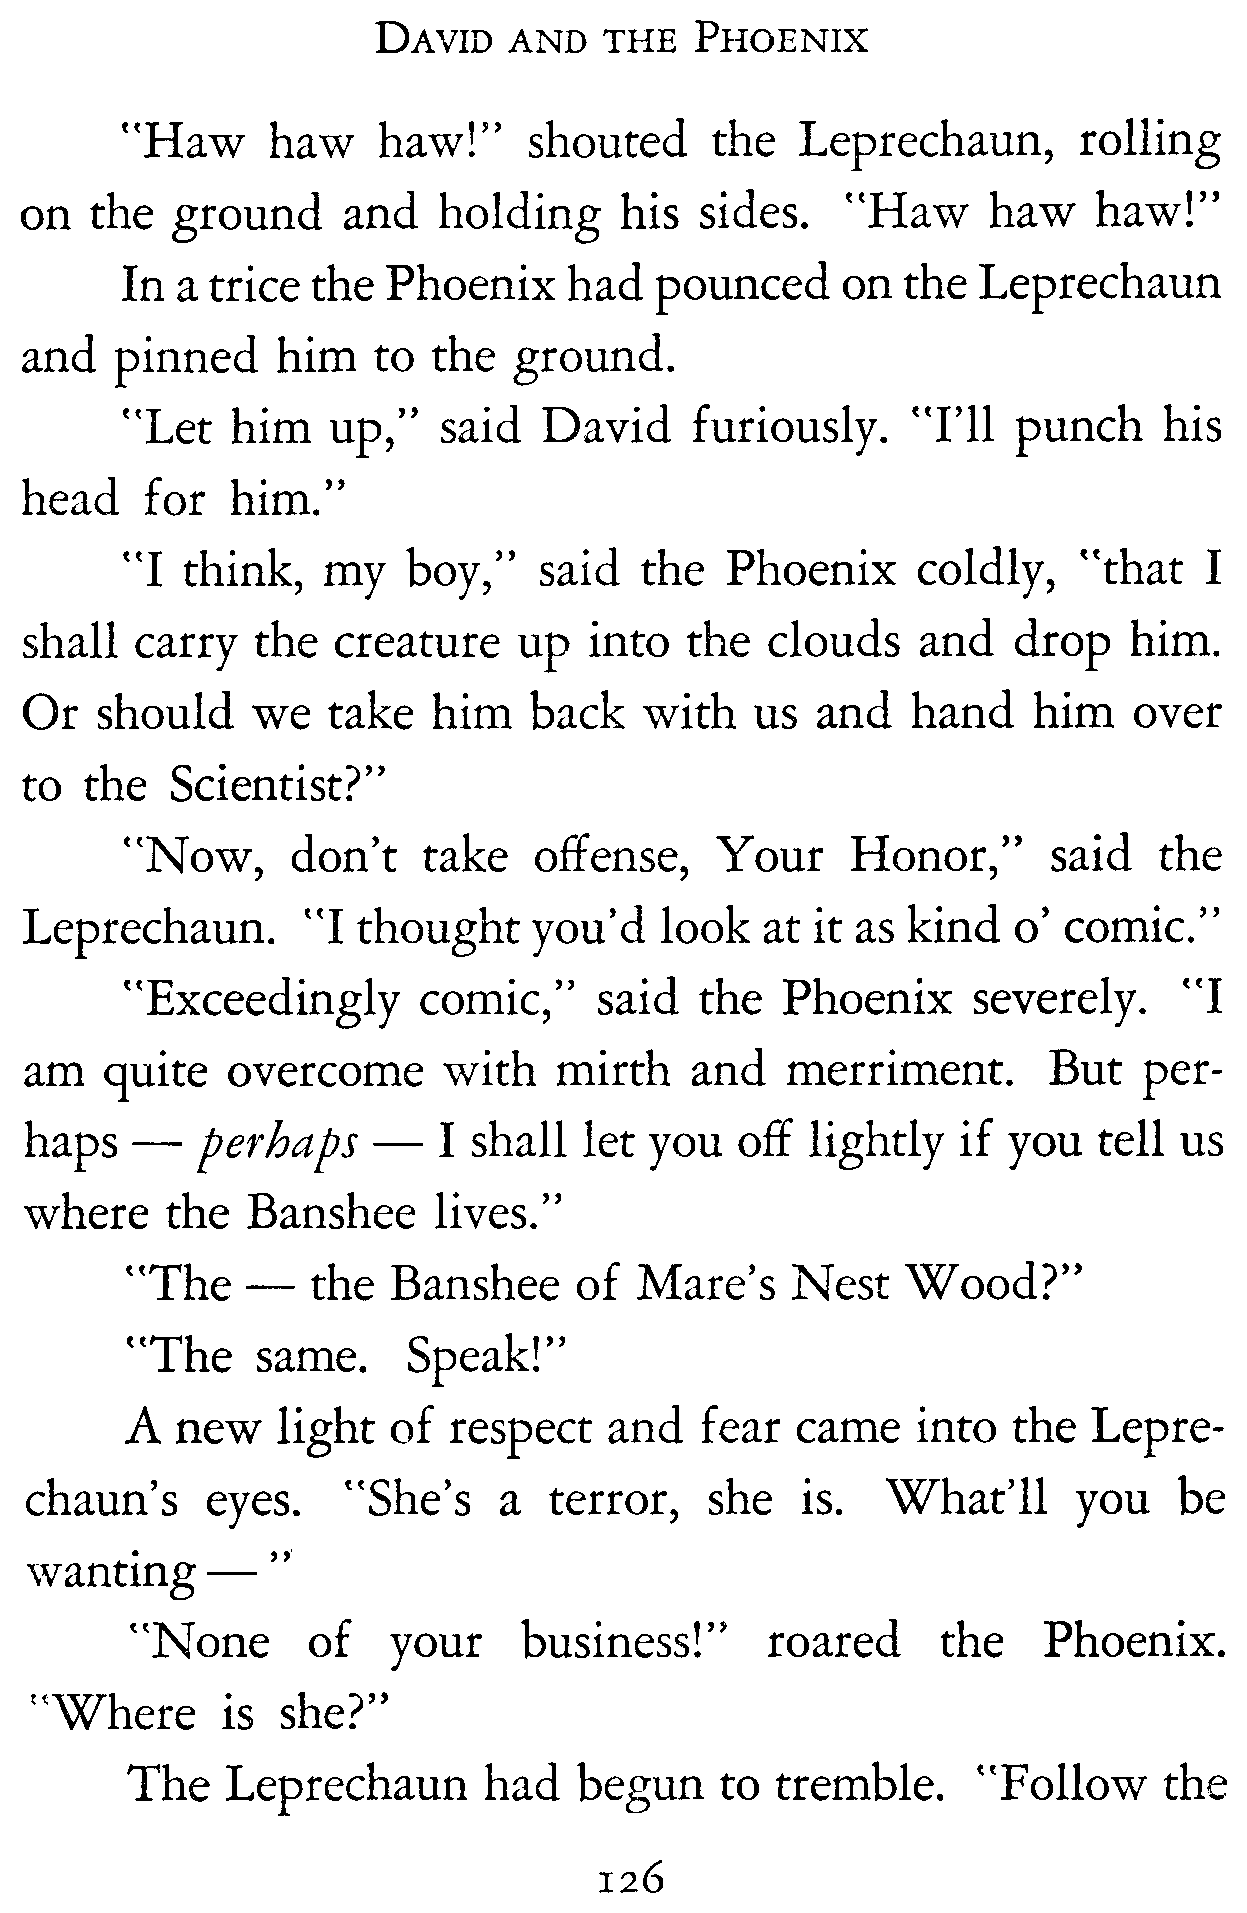 David and the Phoenix
"Haw haw haw!" shouted the Leprechaun, rolling
on the ground and holding his sides. "Haw haw haw!"
In a trice the Phoenix had pounced on the Leprechaun
and pinned him to the ground.
"Let him up," said David furiously. "I'll punch his
head for him."
"I think, my boy," said the Phoenix coldly, "that I
shall carry the creature up into the clouds and drop him.
Or should we take him back with us and hand him over
to the Scientist?"
"Now, don't take offense, Your Honor," said the
Leprechaun. "I thought you'd look at it as kind o' comic."
"Exceedingly comic," said the Phoenix severely. "I
am quite overcome with mirth and merriment. But per-
haps — perhaps — I shall let you off lightly if you tell us
where the Banshee lives."
"The — the Banshee of Mare's Nest Wood?"
"The same. Speak!"
A new light of respect and fear came into the Lepre-
chaun's eyes. "She's a terror, she is. What'll you be
wanting — "
"None of your business!" roared the Phoenix.
"Where is she?"
The Leprechaun had begun to tremble. "Follow the
126